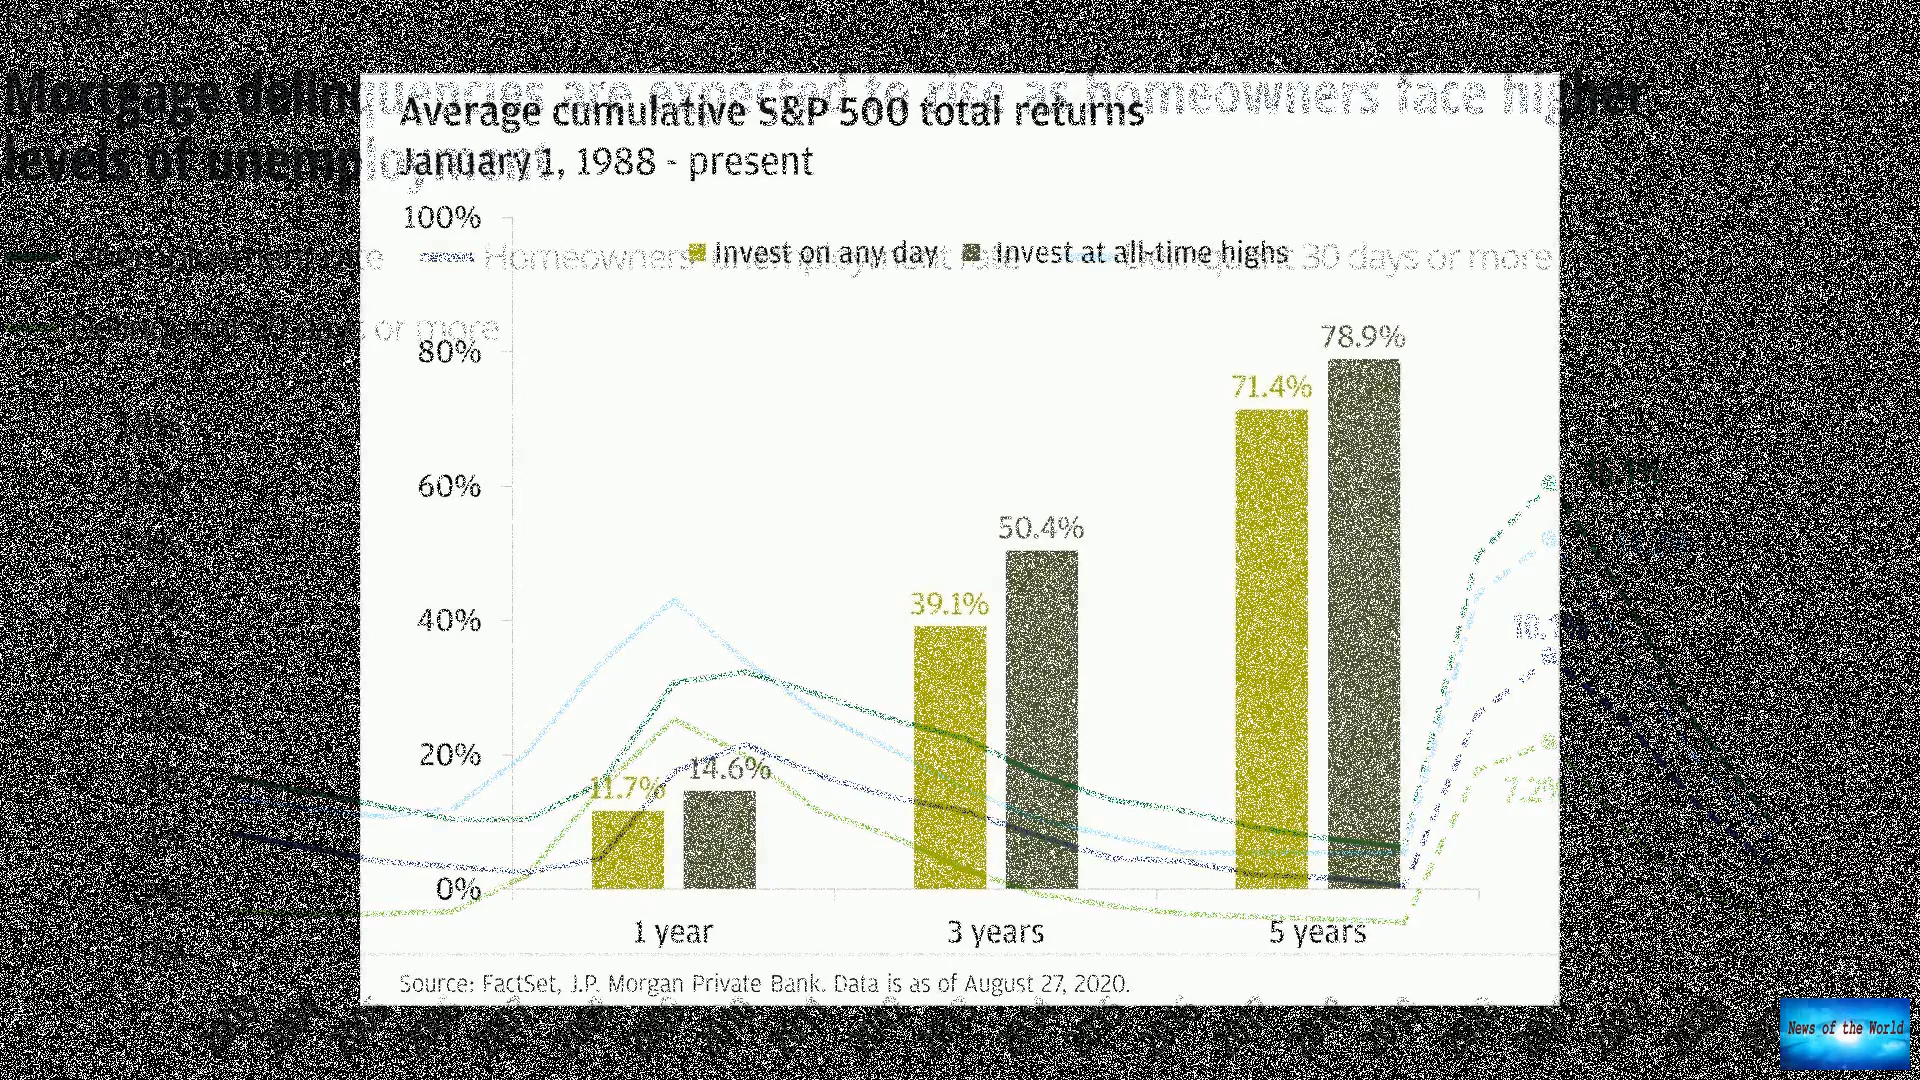 Mortgage delinquencies are expected to rise as homeowners face higher
levels of unemployment
Average cumulative S&P 500 total returns
January 1, 1988 - present
100%
Homeowners' unemployment rate
30 days or more
Invest on any day
Invest at all-time highs
or more
80%
78.9%
71.4%
60%
50.4%
39.1%
40%
20%
14.6%
11.7%
7.2%
0%
1 year
3 years
5 years
Source: FactSet, J.P. Morgan Private Bank. Data is as of August 27, 2020.
News of the World